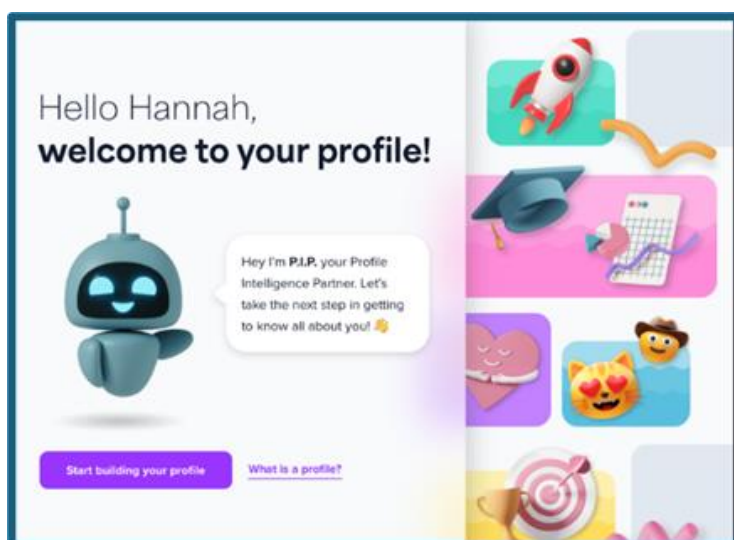 Hello Hannah,
welcome to your profile!
Hey I'm P.I.P. your Profile
Intelligence Partner. Let's
take the next step in getting
to know all about you! 👋
Start building your profile
What is a profile?